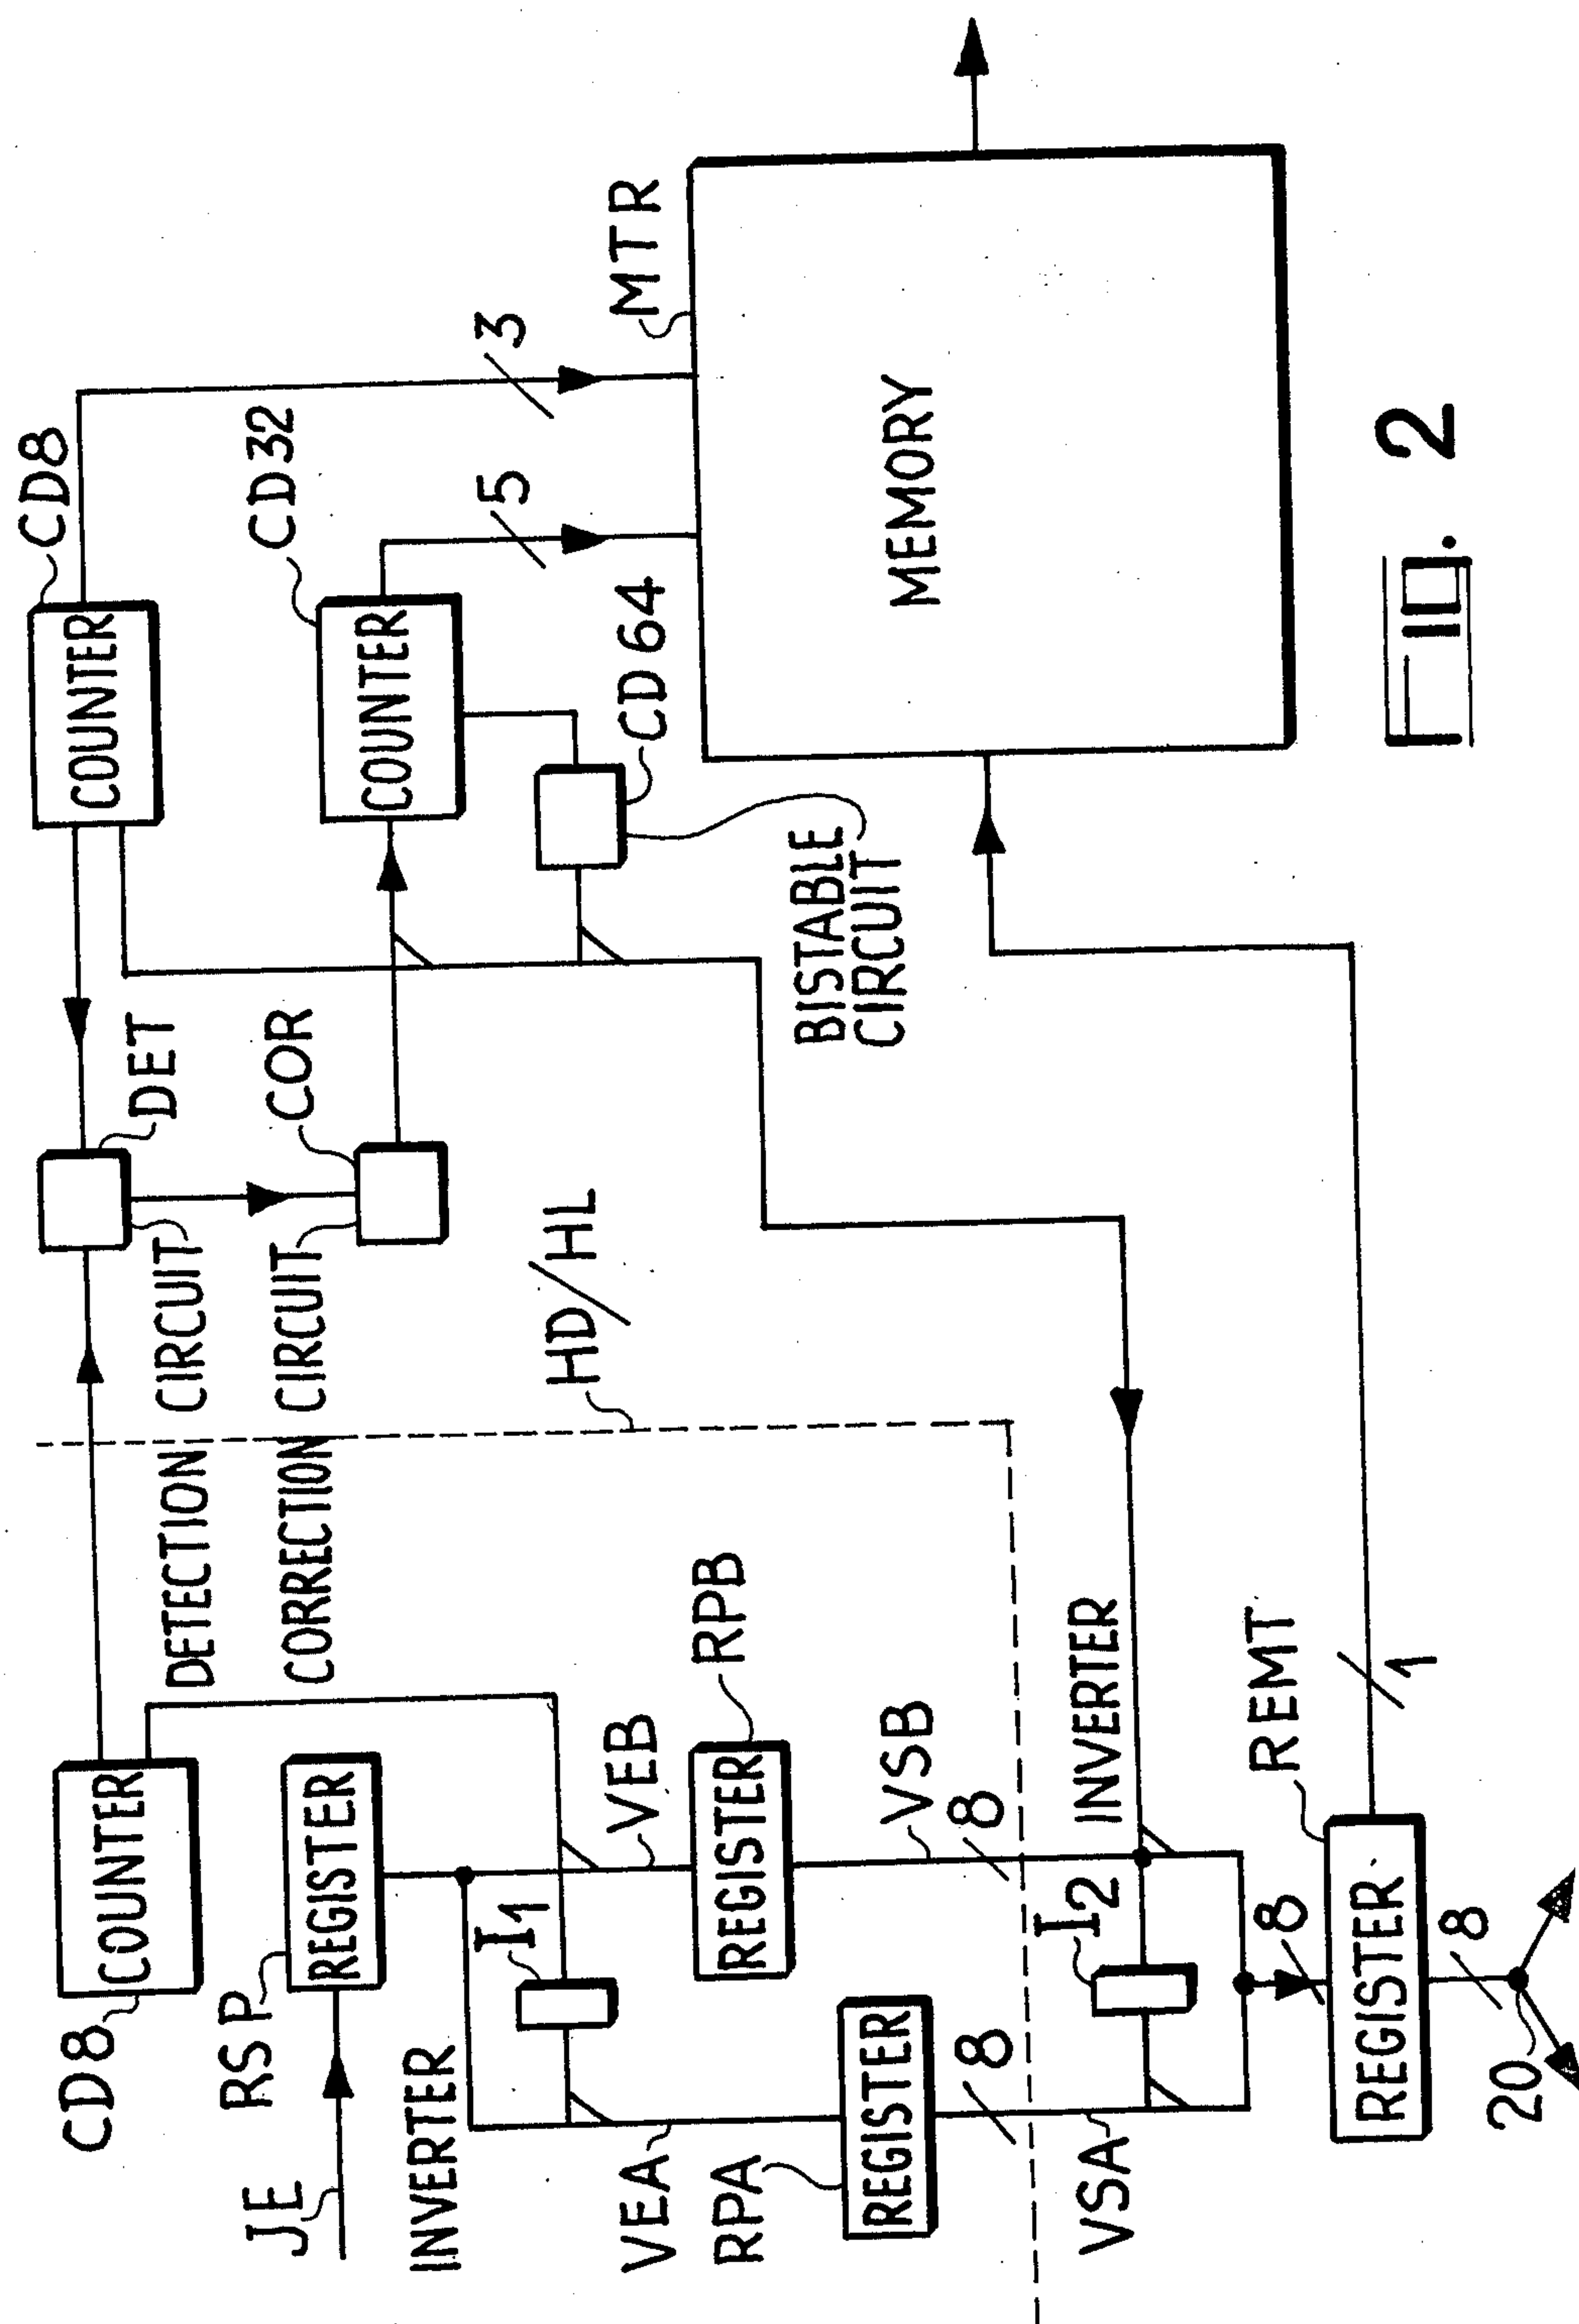 CD8
COUNTER
DETECTION CIRCUIT
DET
COUNTER
CD8
JE
RSP
REGISTER
CORRECTION CIRCUIT
COR
COUNTER
CD32
INVERTER
I1
VEB
HD/HL
CD64
5
3
MTR
VEA
RPA
REGISTER
REGISTER
RPB
BISTABLE
CIRCUIT
MEMORY
8
VSB
8
VSA
I2
INVERTER
8
REMT
REGISTER
1
8
20
FIG. 2